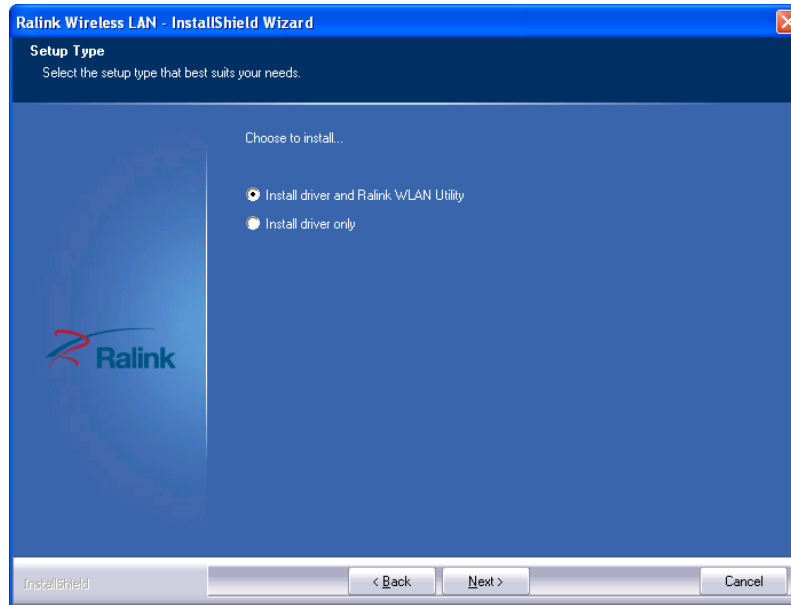 Ralink Wireless LAN - InstallShield Wizard
Setup Type
Select the setup type that best suits your needs.
Choose to install...
Install driver and Ralink WLAN Utility
Install driver only
Ralink
InstallShield
< Back
Next >
Cancel